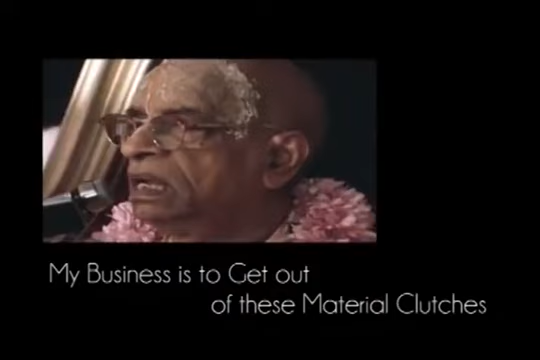 My Business is to Get out
of these Material Clutches